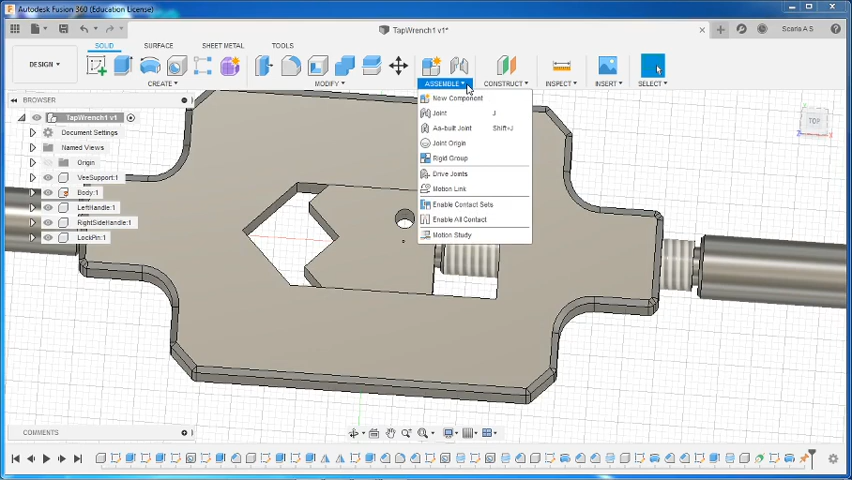 Autodesk Fusion 360 (Education License)
TapWrench1 v1*
Scaria A S
SOLID
SURFACE
SHEET METAL
TOOLS
DESIGN
CREATE
MODIFY
ASSEMBLE
CONSTRUCT
INSPECT
INSERT
SELECT
BROWSER
TapWrench1 v1
Document Settings
Named Views
Origin
VeeSupport:1
Body:1
LeftHandle:1
RightSideHandle:1
LockPin:1
New Component
Joint J
As-built Joint Shift+J
Joint Origin
Rigid Group
Drive Joints
Motion Link
Enable Contact Sets
Enable All Contact
Motion Study
TOP
Z
X
COMMENTS